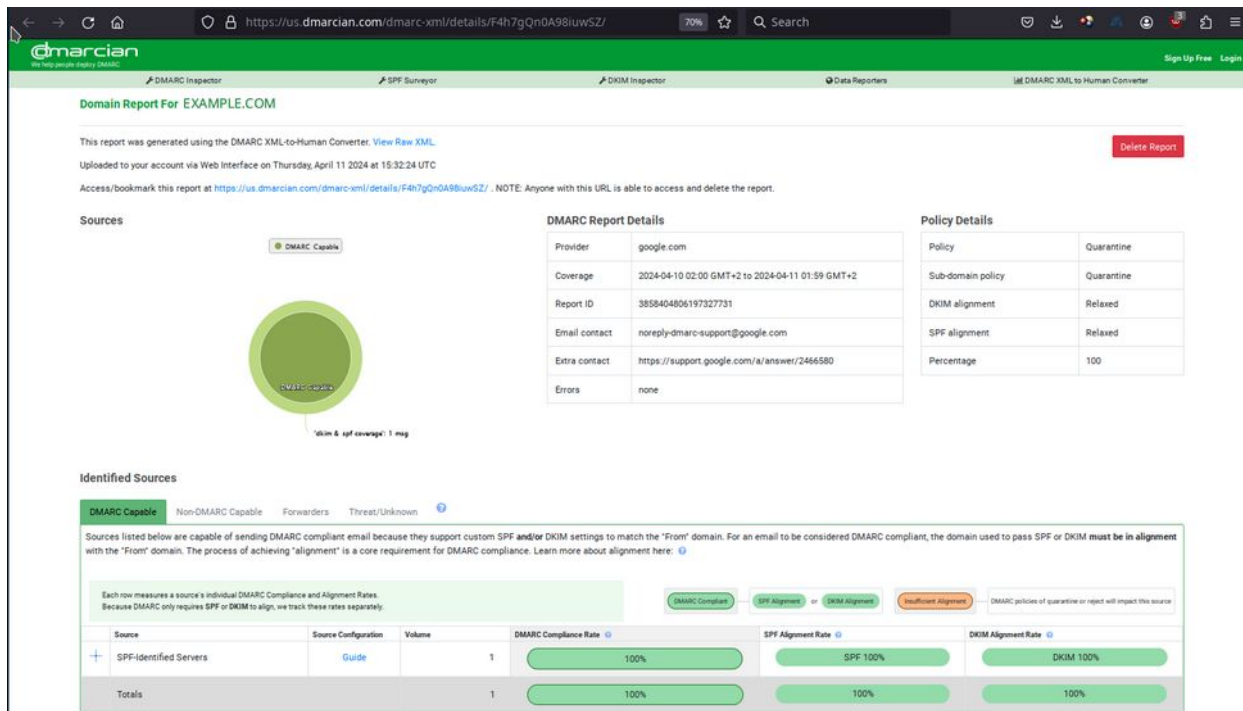 https://us.dmarcian.com/dmarc-xml/details/F4h7gQn0A98iuwSZ/
70%
Search
3
dmarcian
We help people deploy DMARC
Sign Up Free Login
DMARC Inspector
SPF Surveyor
DKIM Inspector
Data Reporters
DMARC XML to Human Converter
Domain Report For EXAMPLE.COM
This report was generated using the DMARC XML-to-Human Converter. View Raw XML.
Delete Report
Uploaded to your account via Web Interface on Thursday, April 11 2024 at 15:32:24 UTC
Access/bookmark this report at https://us.dmarcian.com/dmarc-xml/details/F4h7gQn0A98iuwSZ/ . NOTE: Anyone with this URL is able to access and delete the report.
Sources
DMARC Capable
DMARC Capable
"dkim & spf coverage": 1 msg
DMARC Report Details
Provider google.com
Coverage 2024-04-10 02:00 GMT+2 to 2024-04-11 01:59 GMT+2
Report ID 3858404806197327731
Email contact noreply-dmarc-support@google.com
Extra contact https://support.google.com/a/answer/2466580
Errors none
Policy Details
Policy Quarantine
Sub-domain policy Quarantine
DKIM alignment Relaxed
SPF alignment Relaxed
Percentage 100
Identified Sources
DMARC Capable Non-DMARC Capable Forwarders Threat/Unknown
Sources listed below are capable of sending DMARC compliant email because they support custom SPF and/or DKIM settings to match the "From" domain. For an email to be considered DMARC compliant, the domain used to pass SPF or DKIM must be in alignment
with the "From" domain. The process of achieving "alignment" is a core requirement for DMARC compliance. Learn more about alignment here:
Each row measures a source's individual DMARC Compliance and Alignment Rates.
Because DMARC only requires SPF or DKIM to align, we track these rates separately.
DMARC Compliant SPF Alignment or DKIM Alignment Insufficient Alignment DMARC policies of quarantine or reject will impact this source
Source Source Configuration Volume DMARC Compliance Rate SPF Alignment Rate DKIM Alignment Rate
SPF-Identified Servers Guide 1 100% SPF 100% DKIM 100%
Totals 1 100% 100% 100%